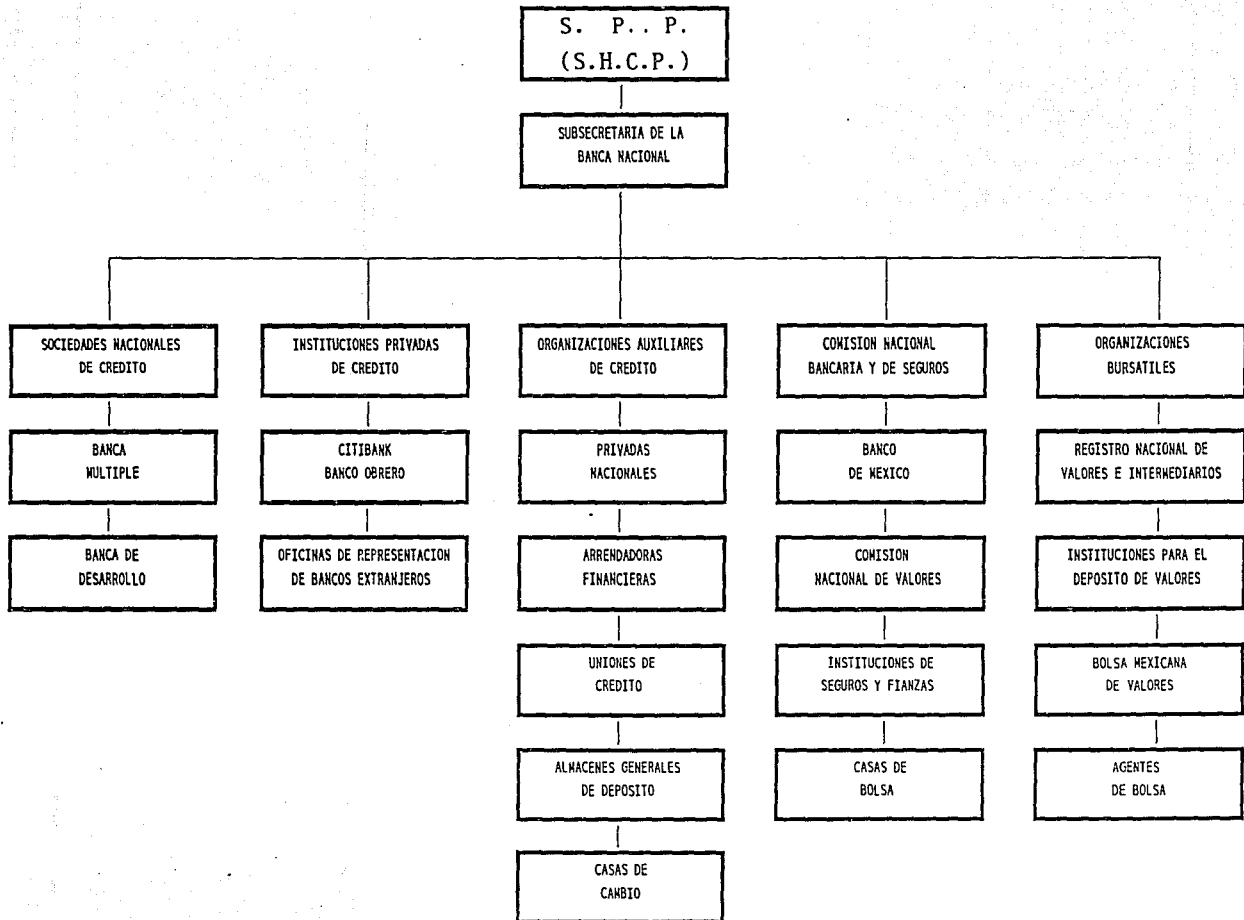 S. P.. P.
(S.H.C.P.)
SUBSECRETARIA DE LA
BANCA NACIONAL
SOCIEDADES NACIONALES
DE CREDITO
BANCA
MULTIPLE
BANCA DE
DESARROLLO
INSTITUCIONES PRIVADAS
DE CREDITO
CITIBANK
BANCO OBRERO
OFICINAS DE REPRESENTACION
DE BANCOS EXTRANJEROS
ORGANIZACIONES AUXILIARES
DE CREDITO
PRIVADAS
NACIONALES
ARRENDADORAS
FINANCIERAS
UNIONES DE
CREDITO
ALMACENES GENERALES
DE DEPOSITO
CASAS DE
CAMBIO
COMISION NACIONAL
BANCARIA Y DE SEGUROS
BANCO
DE MEXICO
COMISION
NACIONAL DE VALORES
INSTITUCIONES DE
SEGUROS Y FIANZAS
CASAS DE
BOLSA
ORGANIZACIONES
BURSATILES
REGISTRO NACIONAL DE
VALORES E INTERMEDIARIOS
INSTITUCIONES PARA EL
DEPOSITO DE VALORES
BOLSA MEXICANA
DE VALORES
AGENTES
DE BOLSA